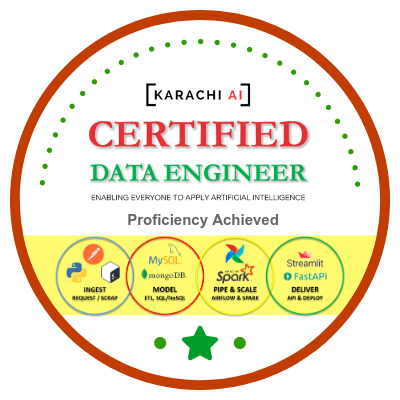 [KARACHI AI]
CERTIFIED
DATA ENGINEER
ENABLING EVERYONE TO APPLY ARTIFICIAL INTELLIGENCE
Proficiency Achieved
MySQL
mongoDB
APACHE
Spark
Streamlit
FastAPI
INGEST
REQUEST / SCRAP
MODEL
ETL, SQL/NoSQL
PIPE & SCALE
AIRFLOW & SPARK
DELIVER
API & DEPLOY